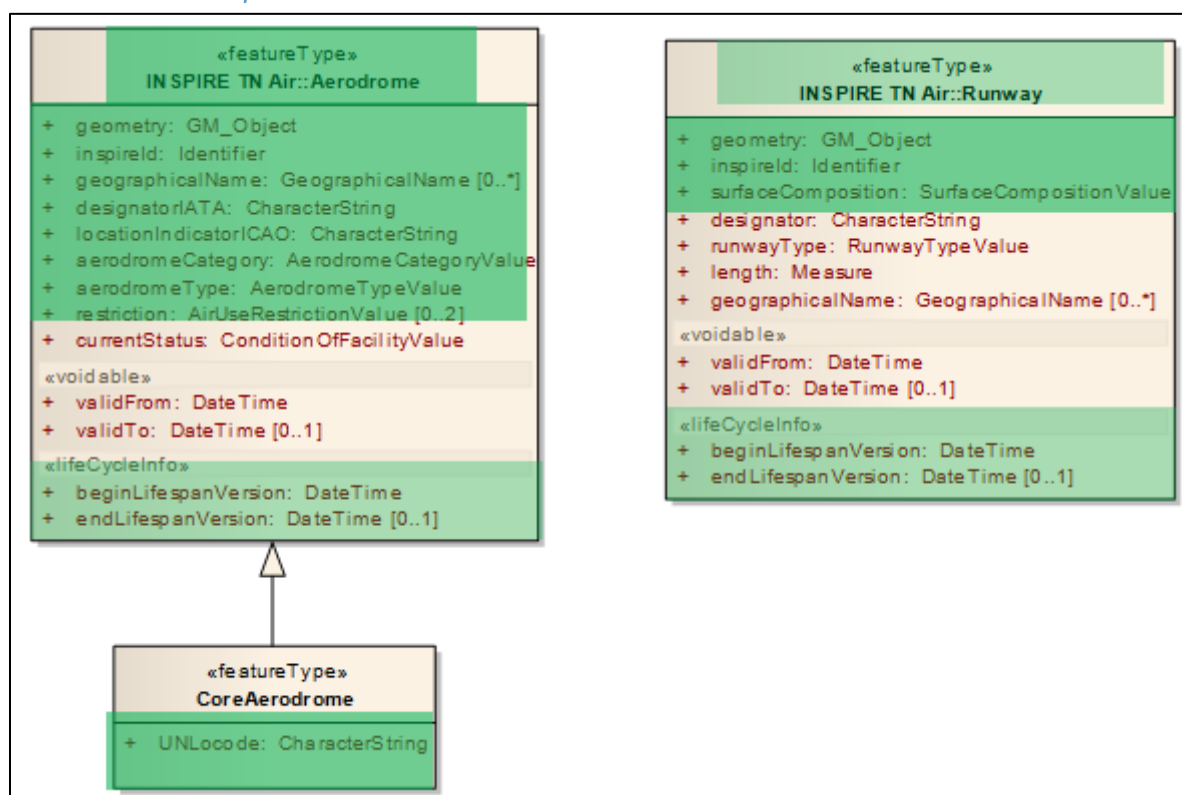 «featureType»
INSPIRE TN Air::Aerodrome
+ geometry: GM_Object
+ inspireId: Identifier
+ geographicalName: GeographicalName [0..*]
+ designatorIATA: CharacterString
+ locationIndicatorICAO: CharacterString
+ aerodromeCategory: AerodromeCategoryValue
+ aerodromeType: AerodromeTypeValue
+ restriction: AirUseRestrictionValue [0..2]
+ currentStatus: ConditionOfFacilityValue
«voidable»
+ validFrom: DateTime
+ validTo: DateTime [0..1]
«lifeCycleInfo»
+ beginLifespanVersion: DateTime
+ endLifespanVersion: DateTime [0..1]
«featureType»
CoreAerodrome
+ UNLocode: CharacterString
«featureType»
INSPIRE TN Air::Runway
+ geometry: GM_Object
+ inspireId: Identifier
+ surfaceComposition: SurfaceCompositionValue
+ designator: CharacterString
+ runwayType: RunwayTypeValue
+ length: Measure
+ geographicalName: GeographicalName [0..*]
«voidable»
+ validFrom: DateTime
+ validTo: DateTime [0..1]
«lifeCycleInfo»
+ beginLifespanVersion: DateTime
+ endLifespanVersion: DateTime [0..1]